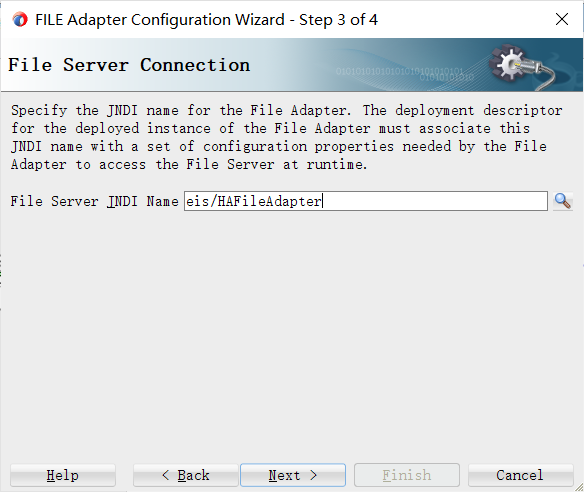 FILE Adapter Configuration Wizard - Step 3 of 4
File Server Connection
0101010101010101010101010101
010101010101
Specify the JNDI name for the File Adapter. The deployment descriptor
for the deployed instance of the File Adapter must associate this
JNDI name with a set of configuration properties needed by the File
Adapter to access the File Server at runtime.
File Server JNDI Name eis/HAFileAdapter
Help < Back Next > Finish Cancel